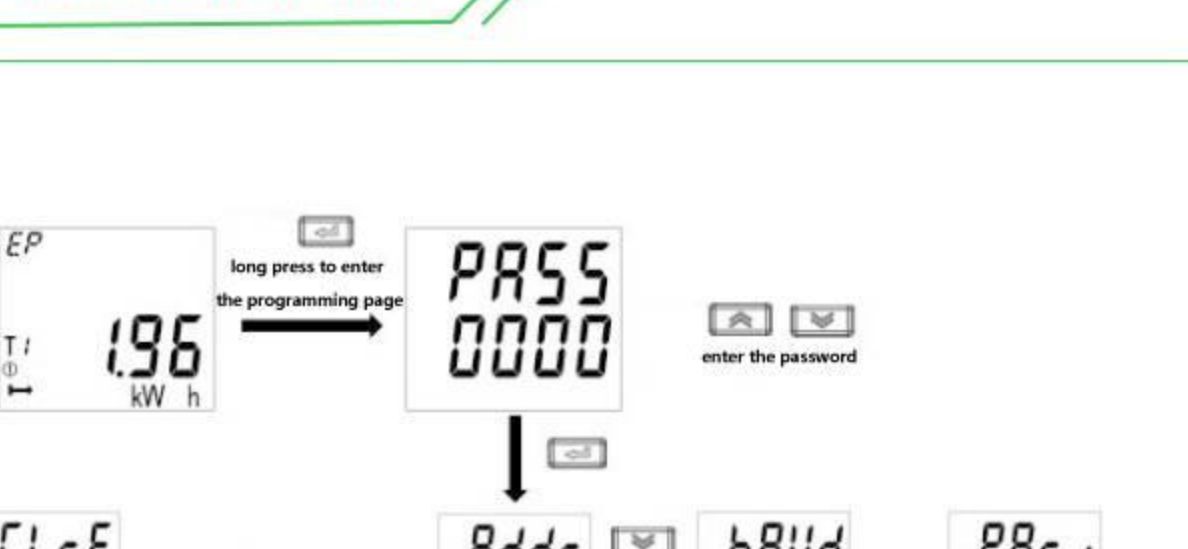 EP
long press to enter
the programming page
PASS
0000
T1
1.96
kW h
enter the password